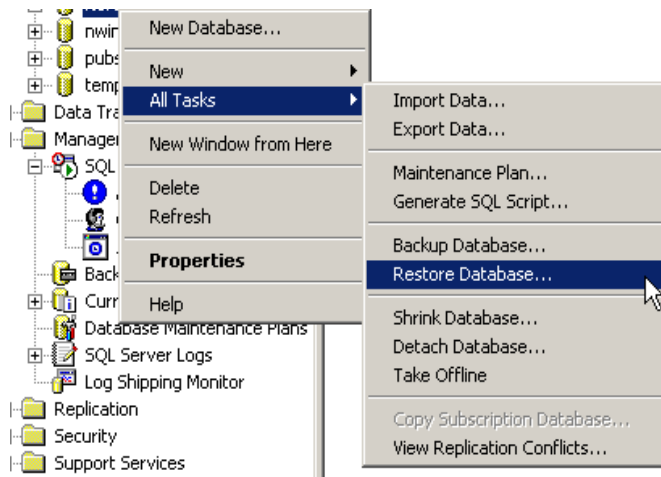 nwin
New Database...
pubs
New
temp
All Tasks
Import Data...
Data Tra
Export Data...
Manager
New Window from Here
SQL
Maintenance Plan...
Delete
Generate SQL Script...
Refresh
Backup Database...
Properties
Restore Database...
Back
Curr
Help
Shrink Database...
Database Maintenance Plans
Detach Database...
SQL Server Logs
Take Offline
Log Shipping Monitor
Replication
Copy Subscription Database...
Security
View Replication Conflicts...
Support Services